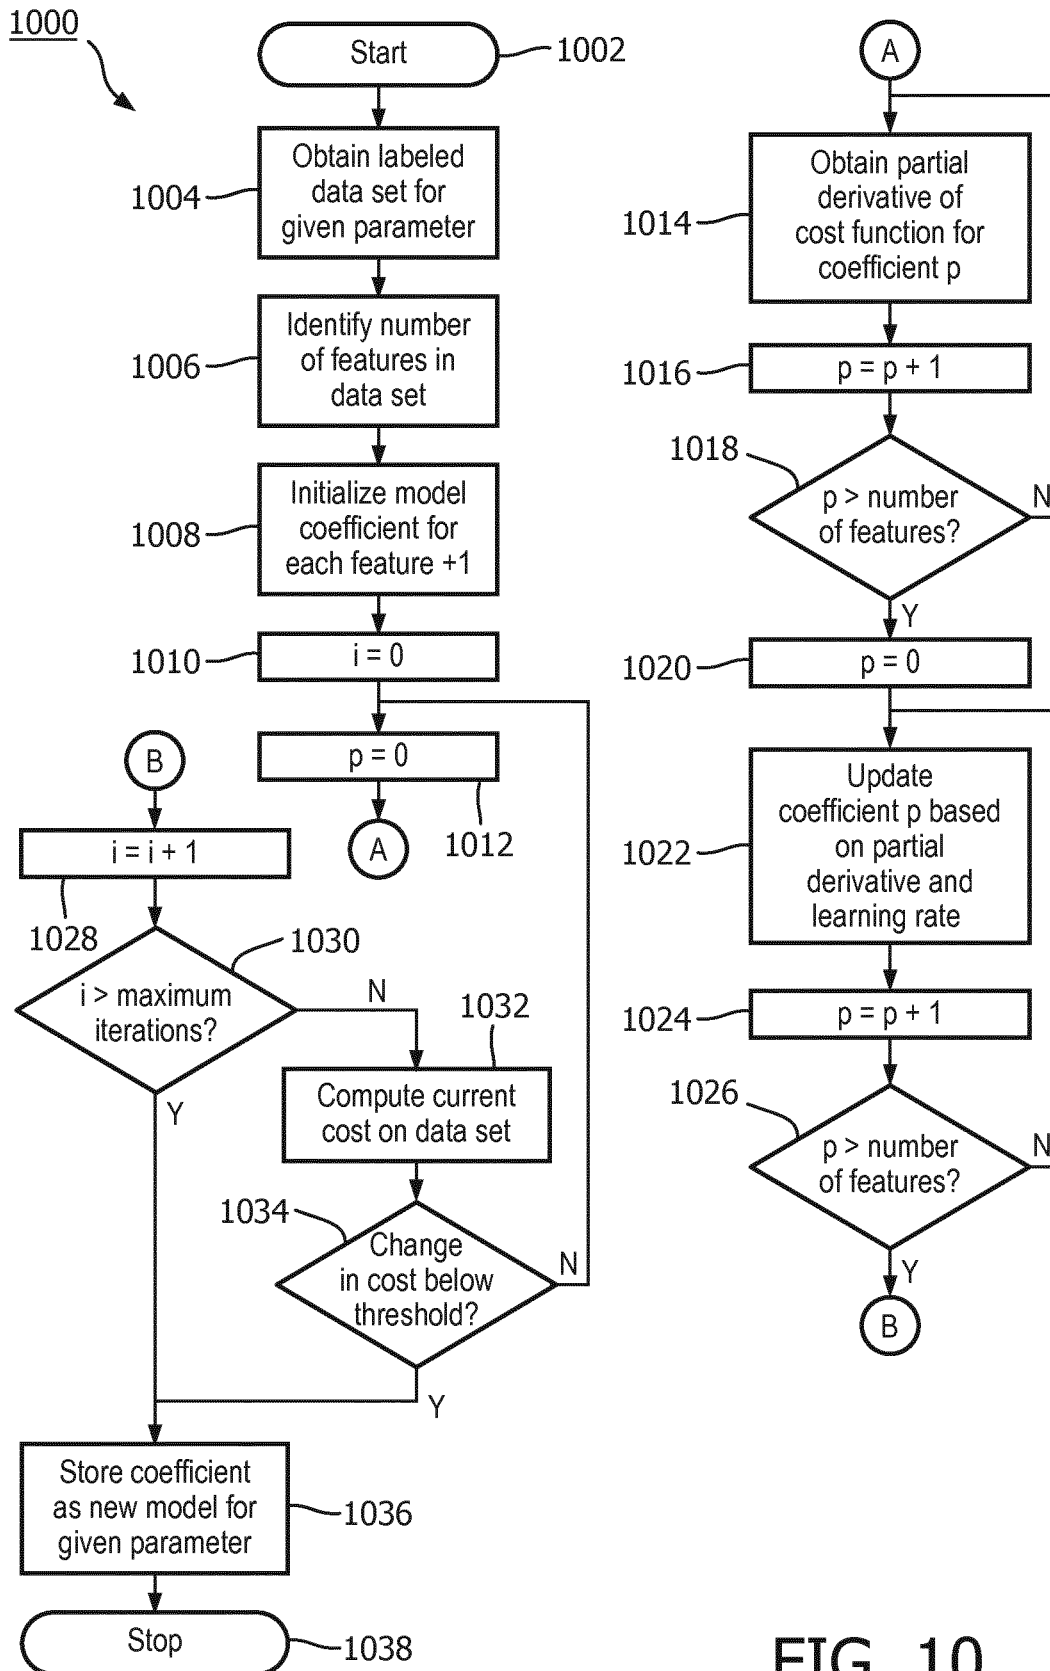 1000
Start
1002
Obtain labeled
data set for
given parameter
1004
Identify number
of features in
data set
1006
Initialize model
coefficient for
each feature +1
1008
i = 0
1010
p = 0
1012
A
B
i = i + 1
1028
i > maximum
iterations?
1030
N
Y
Compute current
cost on data set
1032
Change
in cost below
threshold?
1034
N
Y
Store coefficient
as new model for
given parameter
1036
Stop
1038
A
Obtain partial
derivative of
cost function for
coefficient p
1014
p = p + 1
1016
p > number
of features?
1018
N
Y
p = 0
1020
Update
coefficient p based
on partial
derivative and
learning rate
1022
p = p + 1
1024
p > number
of features?
1026
N
Y
B
FIG. 10